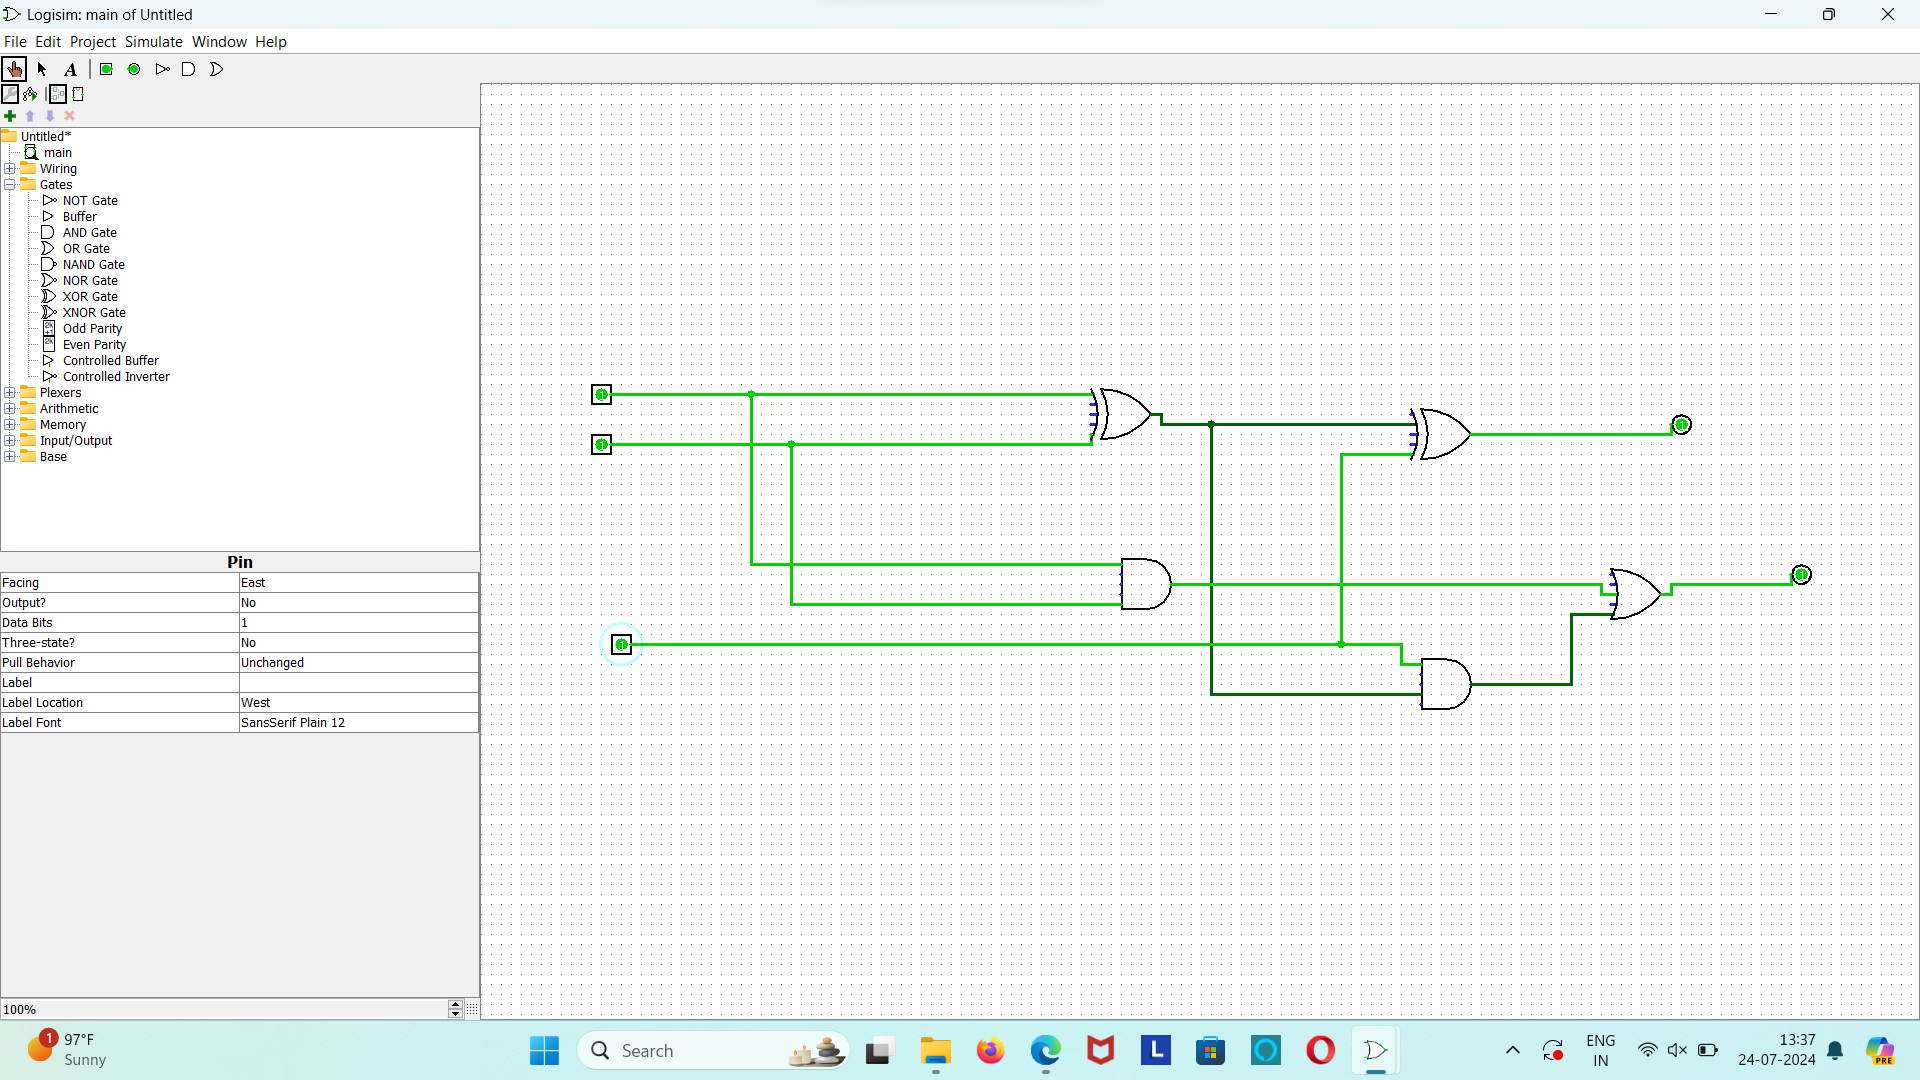 Logisim: main of Untitled
File Edit Project Simulate Window Help
A
Untitled*
main
Wiring
Gates
NOT Gate
Buffer
AND Gate
OR Gate
NAND Gate
NOR Gate
XOR Gate
XNOR Gate
Odd Parity
Even Parity
Controlled Buffer
Controlled Inverter
Plexers
Arithmetic
Memory
Input/Output
Base
Pin
Facing East
Output? No
Data Bits 1
Three-state? No
Pull Behavior Unchanged
Label
Label Location West
Label Font SansSerif Plain 12
100%
1
1
1
1
1
1
97°F
Sunny
Search
L
ENG
IN
13:37
24-07-2024
PRE